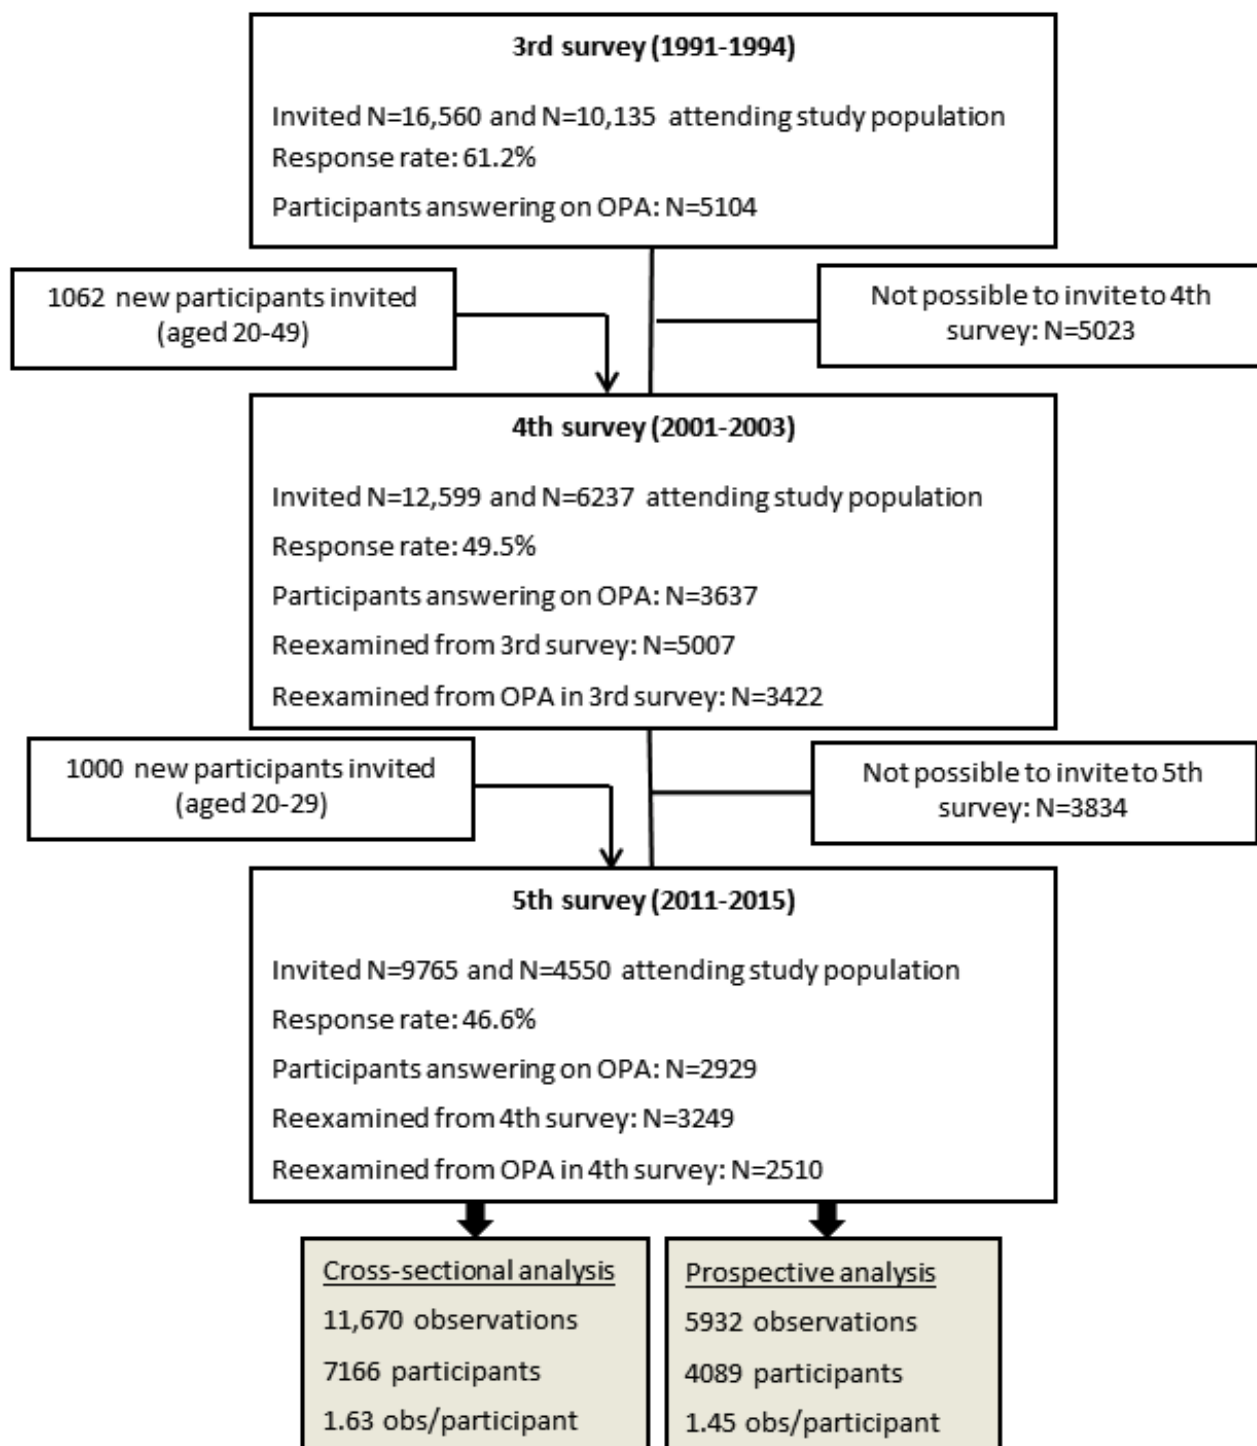 3rd survey (1991-1994)
Invited N=16,560 and N=10,135 attending study population
Response rate: 61.2%
Participants answering on OPA: N=5104
1062 new participants invited
(aged 20-49)
Not possible to invite to 4th
survey: N=5023
4th survey (2001-2003)
Invited N=12,599 and N=6237 attending study population
Response rate: 49.5%
Participants answering on OPA: N=3637
Reexamined from 3rd survey: N=5007
Reexamined from OPA in 3rd survey: N=3422
1000 new participants invited
(aged 20-29)
Not possible to invite to 5th
survey: N=3834
5th survey (2011-2015)
Invited N=9765 and N=4550 attending study population
Response rate: 46.6%
Participants answering on OPA: N=2929
Reexamined from 4th survey: N=3249
Reexamined from OPA in 4th survey: N=2510
Cross-sectional analysis
11,670 observations
7166 participants
1.63 obs/participant
Prospective analysis
5932 observations
4089 participants
1.45 obs/participant